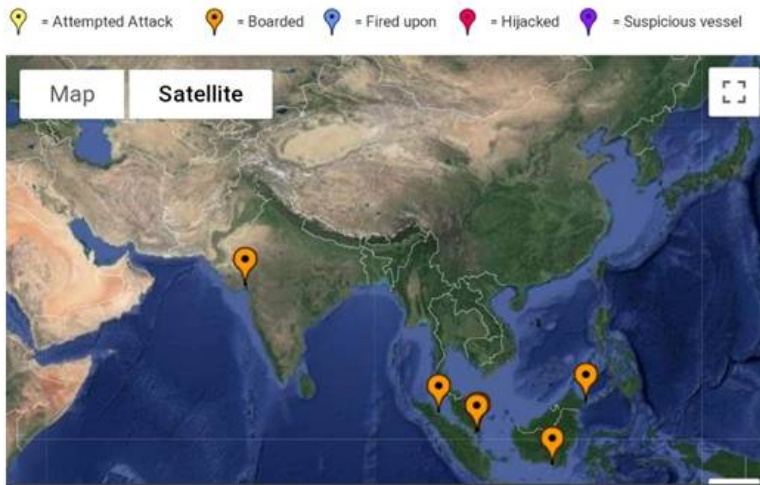 = Attempted Attack = Boarded = Fired upon = Hijacked = Suspicious vessel
Map Satellite